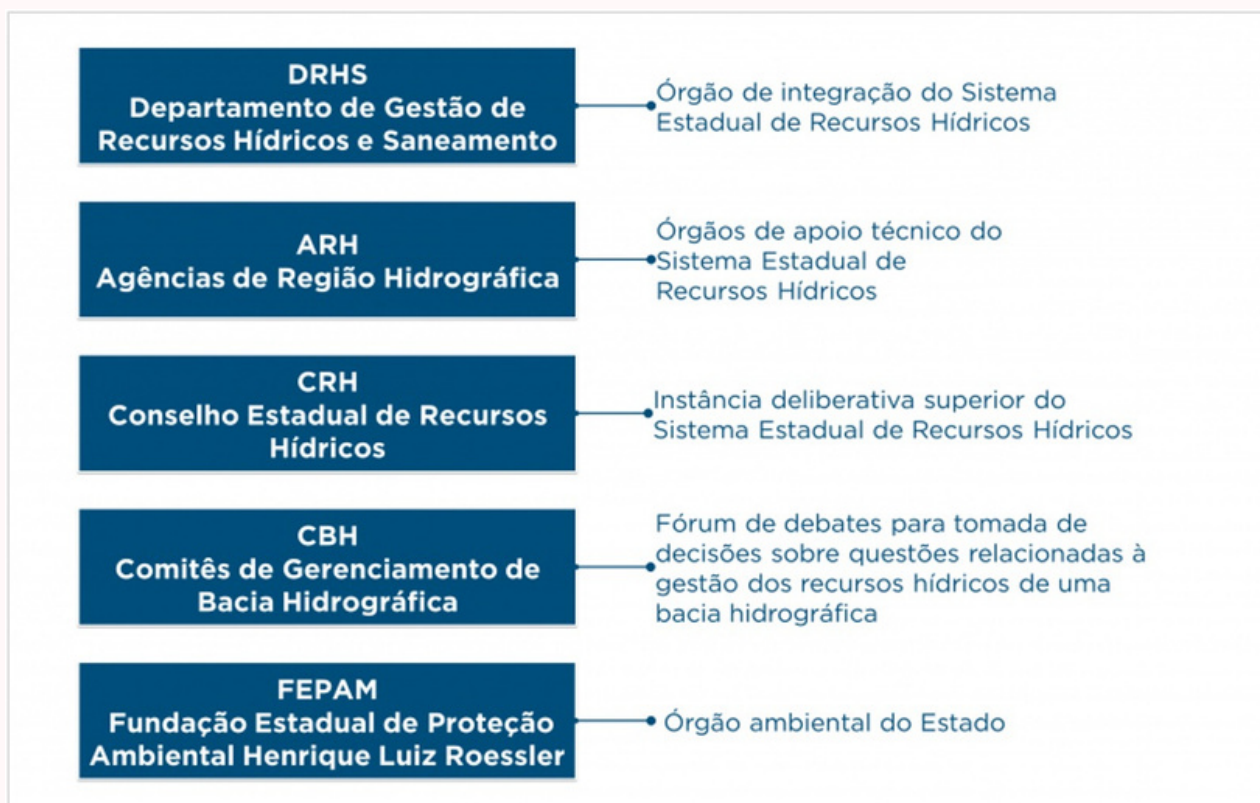 DRHS
Departamento de Gestão de
Recursos Hídricos e Saneamento
Órgão de integração do Sistema
Estadual de Recursos Hídricos
ARH
Agências de Região Hidrográfica
Órgãos de apoio técnico do
Sistema Estadual de
Recursos Hídricos
CRH
Conselho Estadual de Recursos
Hídricos
Instância deliberativa superior do
Sistema Estadual de Recursos Hídricos
CBH
Comitês de Gerenciamento de
Bacia Hidrográfica
Fórum de debates para tomada de
decisões sobre questões relacionadas à
gestão dos recursos hídricos de uma
bacia hidrográfica
FEPAM
Fundação Estadual de Proteção
Ambiental Henrique Luiz Roessler
Órgão ambiental do Estado